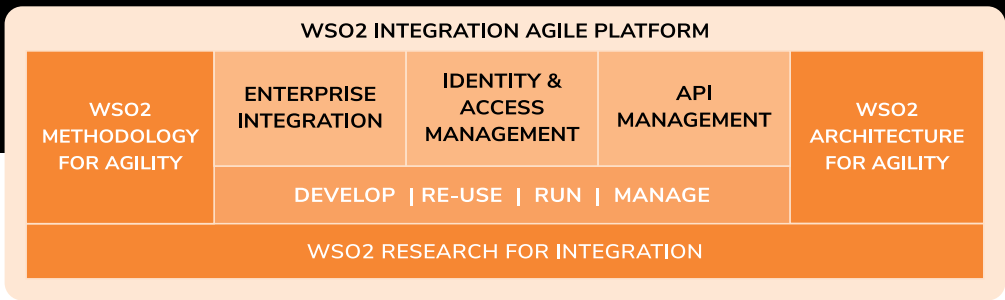 WSO2 INTEGRATION AGILE PLATFORM
WSO2
METHODOLOGY
FOR AGILITY
ENTERPRISE
INTEGRATION
IDENTITY &
ACCESS
MANAGEMENT
API
MANAGEMENT
WSO2
ARCHITECTURE
FOR AGILITY
DEVELOP | RE-USE | RUN | MANAGE
WSO2 RESEARCH FOR INTEGRATION